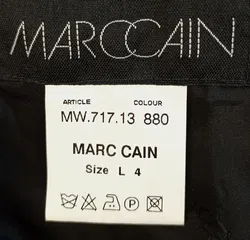 MARCCAIN
ARTICLE COLOUR
MW.717.13 880
MARC CAIN
Size L 4
P